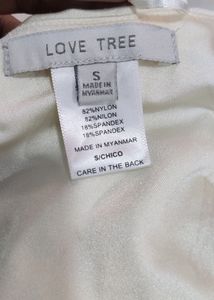 LOVE TREE
S
MADE IN
MYANMAR
82%NYLON
82%NILON
18%SPANDEX
18%SPANDEX
MADE IN MYANMAR
S/CHICO
CARE IN THE BACK